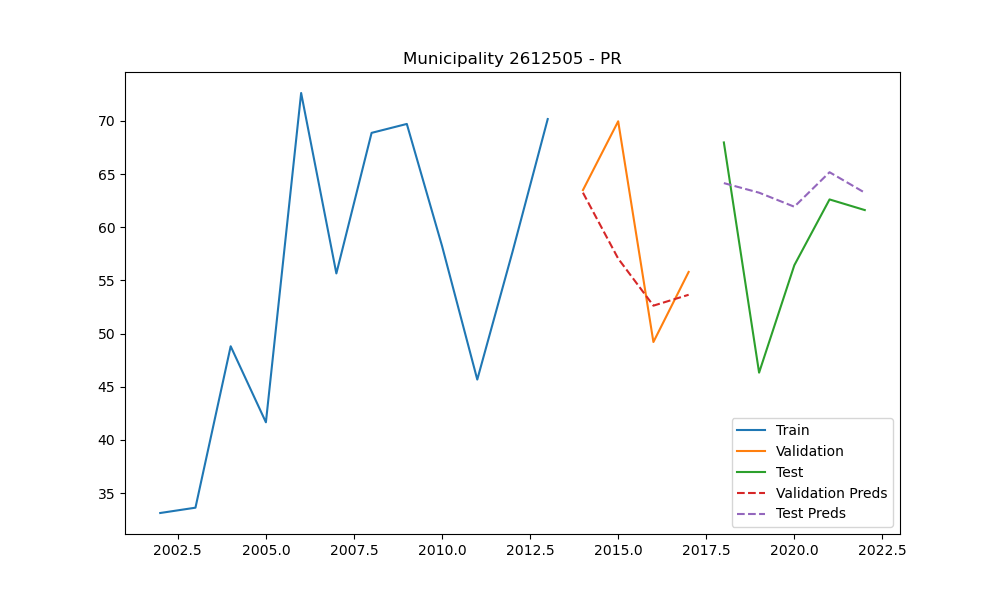 Municipality 2612505 - PR
70
65
60
55
50
45
40
35
2002.5 2005.0 2007.5 2010.0 2012.5 2015.0 2017.5 2020.0 2022.5
Train
Validation
Test
Validation Preds
Test Preds